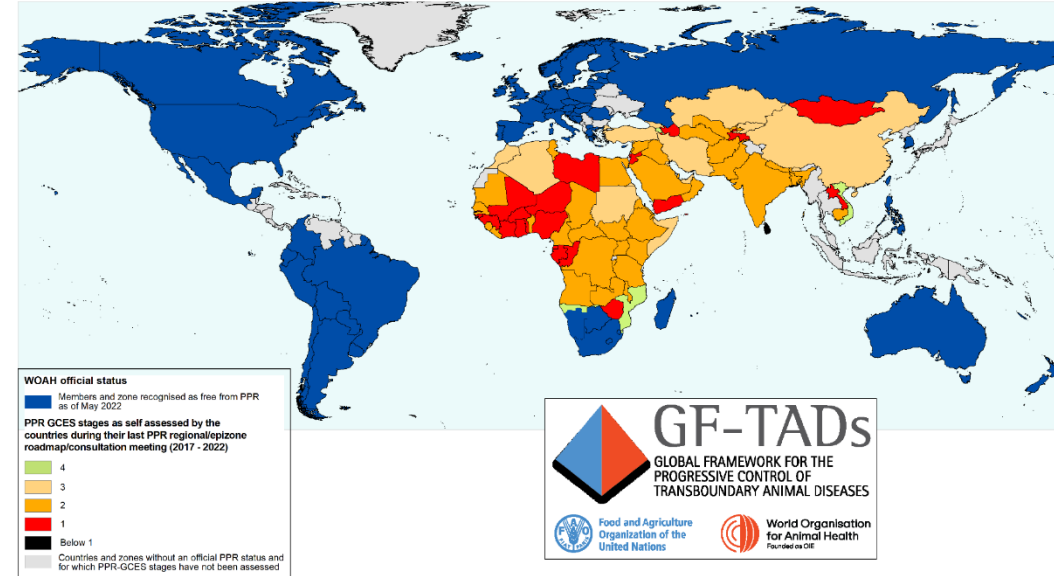 WOAH official status
Members and zone recognised as free from PPR
as of May 2022
PPR GCES stages as self assessed by the
countries during their last PPR regional/epizone
roadmap/consultation meeting (2017 - 2022)
4
3
2
1
Below 1
Countries and zones without an official PPR status and
for which PPR-GCES stages have not been assessed
GF-TADs
GLOBAL FRAMEWORK FOR THE
PROGRESSIVE CONTROL OF
TRANSBOUNDARY ANIMAL DISEASES
Food and Agriculture
Organization of the
United Nations
World Organisation
for Animal Health
Founded as OIE